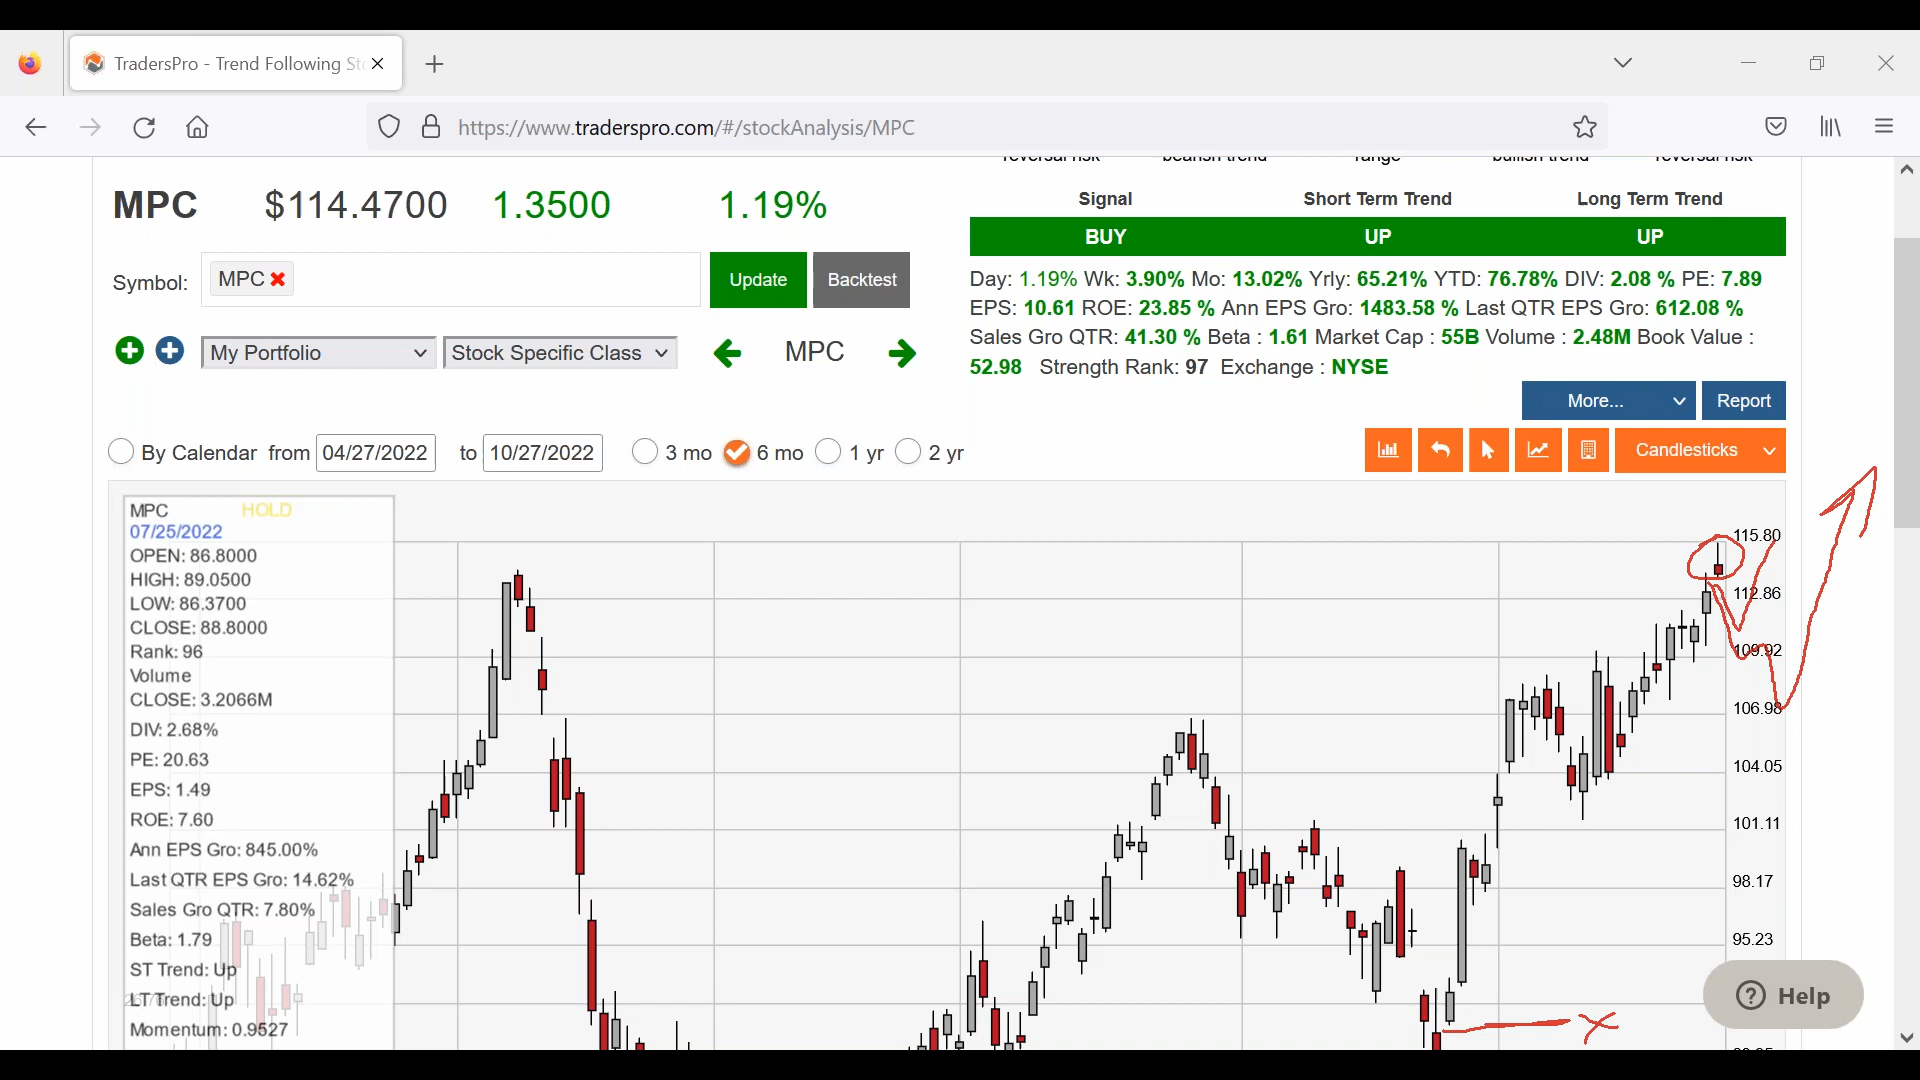 TradersPro - Trend Following St
https://www.traderspro.com/#/stockAnalysis/MPC
reversal risk bearish trend range bullish trend reversal risk
MPC $114.4700 1.3500 1.19%
Signal Short Term Trend Long Term Trend
BUY UP UP
Symbol: MPC Update Backtest
Day: 1.19% Wk: 3.90% Mo: 13.02% Yrly: 65.21% YTD: 76.78% DIV: 2.08 % PE: 7.89
EPS: 10.61 ROE: 23.85 % Ann EPS Gro: 1483.58 % Last QTR EPS Gro: 612.08 %
Sales Gro QTR: 41.30 % Beta : 1.61 Market Cap : 55B Volume : 2.48M Book Value :
52.98 Strength Rank: 97 Exchange : NYSE
My Portfolio Stock Specific Class MPC
More... Report
By Calendar from 04/27/2022 to 10/27/2022 3 mo 6 mo 1 yr 2 yr
Candlesticks
MPC HOLD
07/25/2022
OPEN: 86.8000
HIGH: 89.0500
LOW: 86.3700
CLOSE: 88.8000
Rank: 96
Volume
CLOSE: 3.2066M
DIV: 2.68%
PE: 20.63
EPS: 1.49
ROE: 7.60
Ann EPS Gro: 845.00%
Last QTR EPS Gro: 14.62%
Sales Gro QTR: 7.80%
Beta: 1.79
ST Trend: Up
LT Trend: Up
Momentum: 0.9527
115.80
112.86
109.92
106.98
104.05
101.11
98.17
95.23
Help